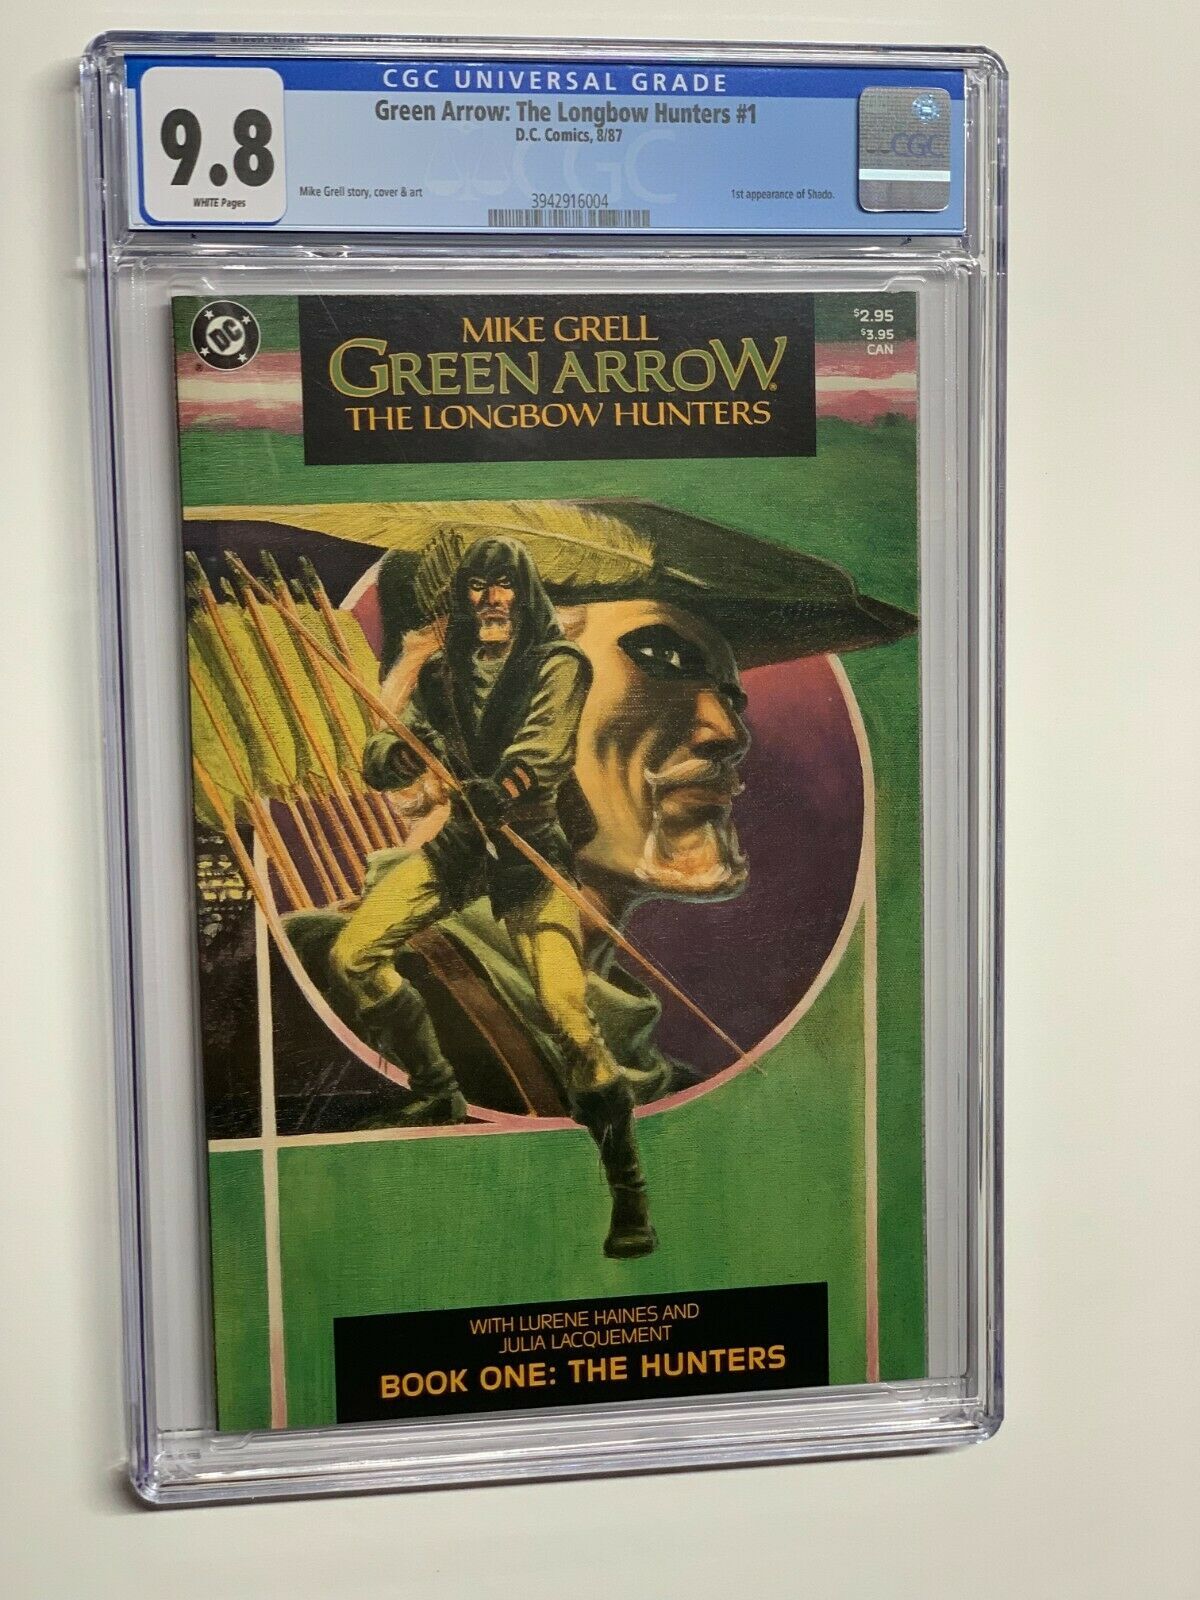 CGC UNIVERSAL GRADE
9.8
WHITE Pages
Green Arrow: The Longbow Hunters #1
D.C. Comics, 8/87
Mike Grell story, cover & art
1st appearance of Shado.
3942916004
CGC
CGC
DC
®
MIKE GRELL
GREEN ARROW®
THE LONGBOW HUNTERS
$2.95
$3.95
CAN
WITH LURENE HAINES AND
JULIA LACQUEMENT
BOOK ONE: THE HUNTERS